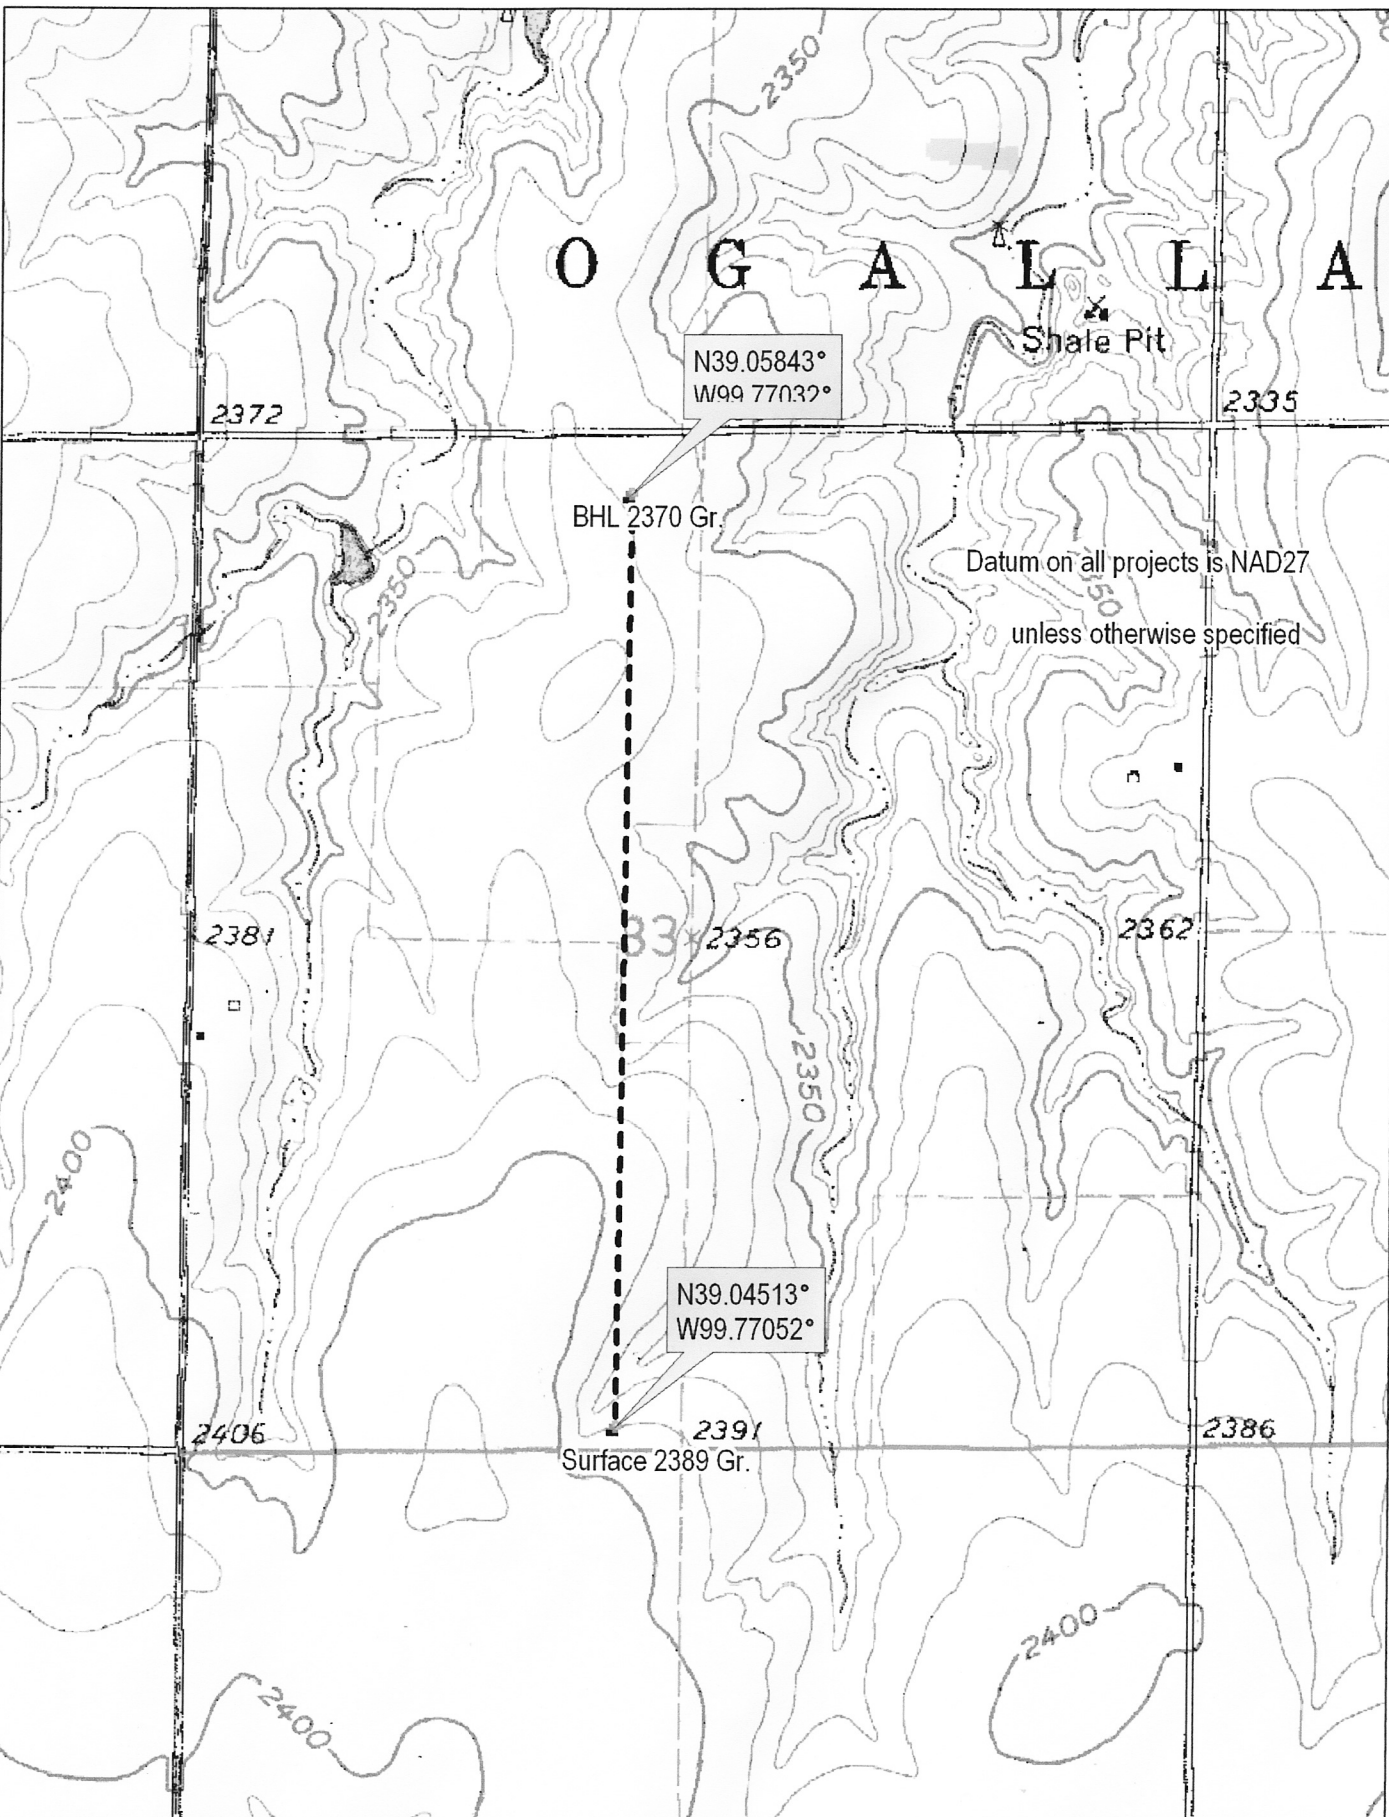 2350
O G A L L A
Shale Pit
N39.05843°
W99.77032°
2372
2335
BHL 2370 Gr.
Datum on all projects is NAD27
2350
2350
unless otherwise specified
2381
33
2356
2362
2350
2400
N39.04513°
W99.77052°
2406
2391
2386
Surface 2389 Gr.
2400
2400